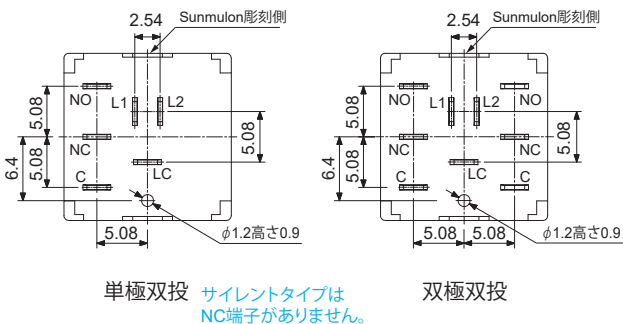 2.54
Sunmulon彫刻側
NO
L1
L2
5.08
5.08
NC
6.4
5.08
C
LC
5.08
φ1.2高さ0.9
単極双投
サイレントタイプは
NC端子がありません。
2.54
Sunmulon彫刻側
NO
L1
L2
NO
5.08
5.08
NC
NC
6.4
5.08
C
LC
C
5.08
5.08
φ1.2高さ0.9
双極双投